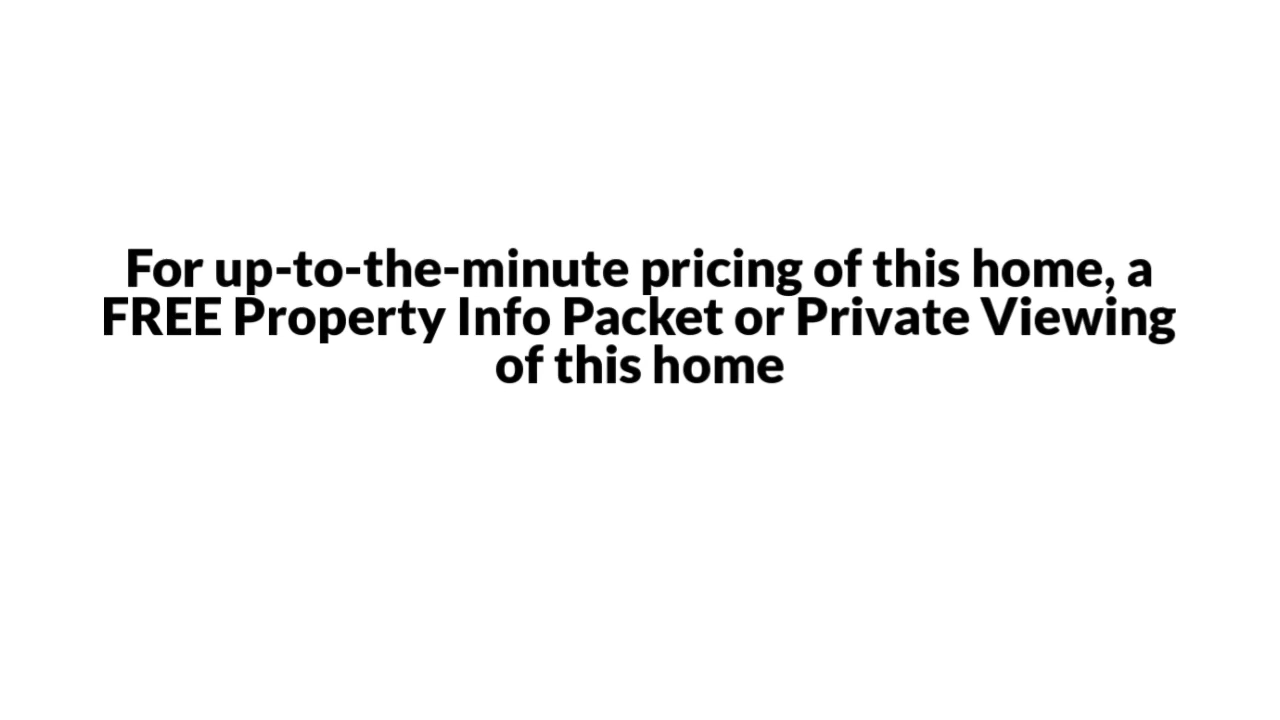 For up-to-the-minute pricing of this home, a
FREE Property Info Packet or Private Viewing
of this home